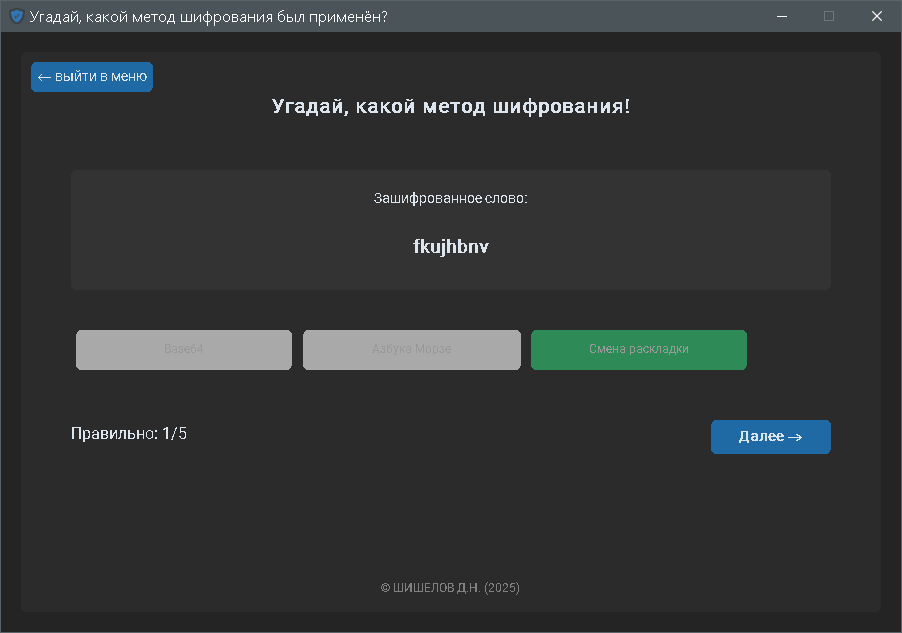 Угадай, какой метод шифрования был применён?
← выйти в меню
Угадай, какой метод шифрования!
Зашифрованное слово:
fkujhbnv
Base64
Азбука Морзе
Смена раскладки
Правильно: 1/5
Далее →
© ШИШЕЛОВ Д.Н. (2025)